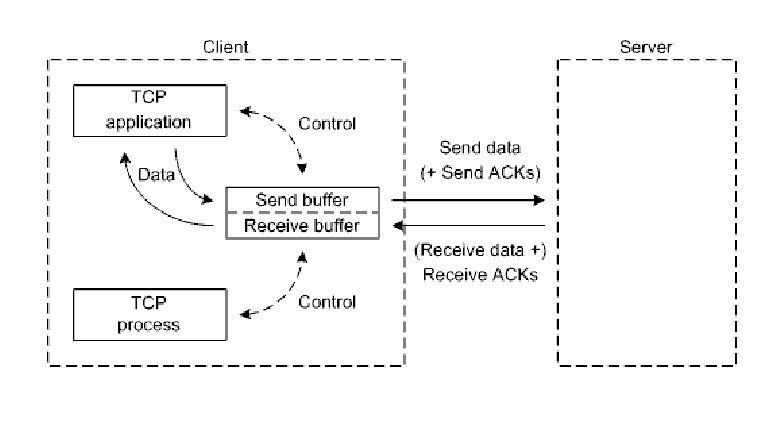 Client
Server
TCP
application
Control
Data
Send buffer
Receive buffer
Send data
(+ Send ACKs)
(Receive data +)
Receive ACKs
Control
TCP
process